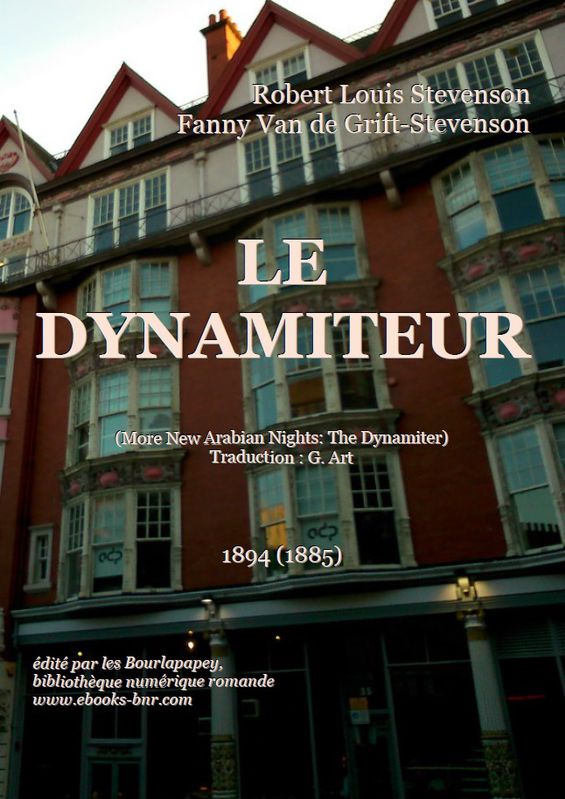 Robert Louis Stevenson
Fanny Van de Grift-Stevenson
LE
DYNAMITEUR
(More New Arabian Nights: The Dynamiter)
Traduction : G. Art
1894 (1885)
édité par les Bourlapapey,
bibliothèque numérique romande
www.ebooks-bnr.com
35